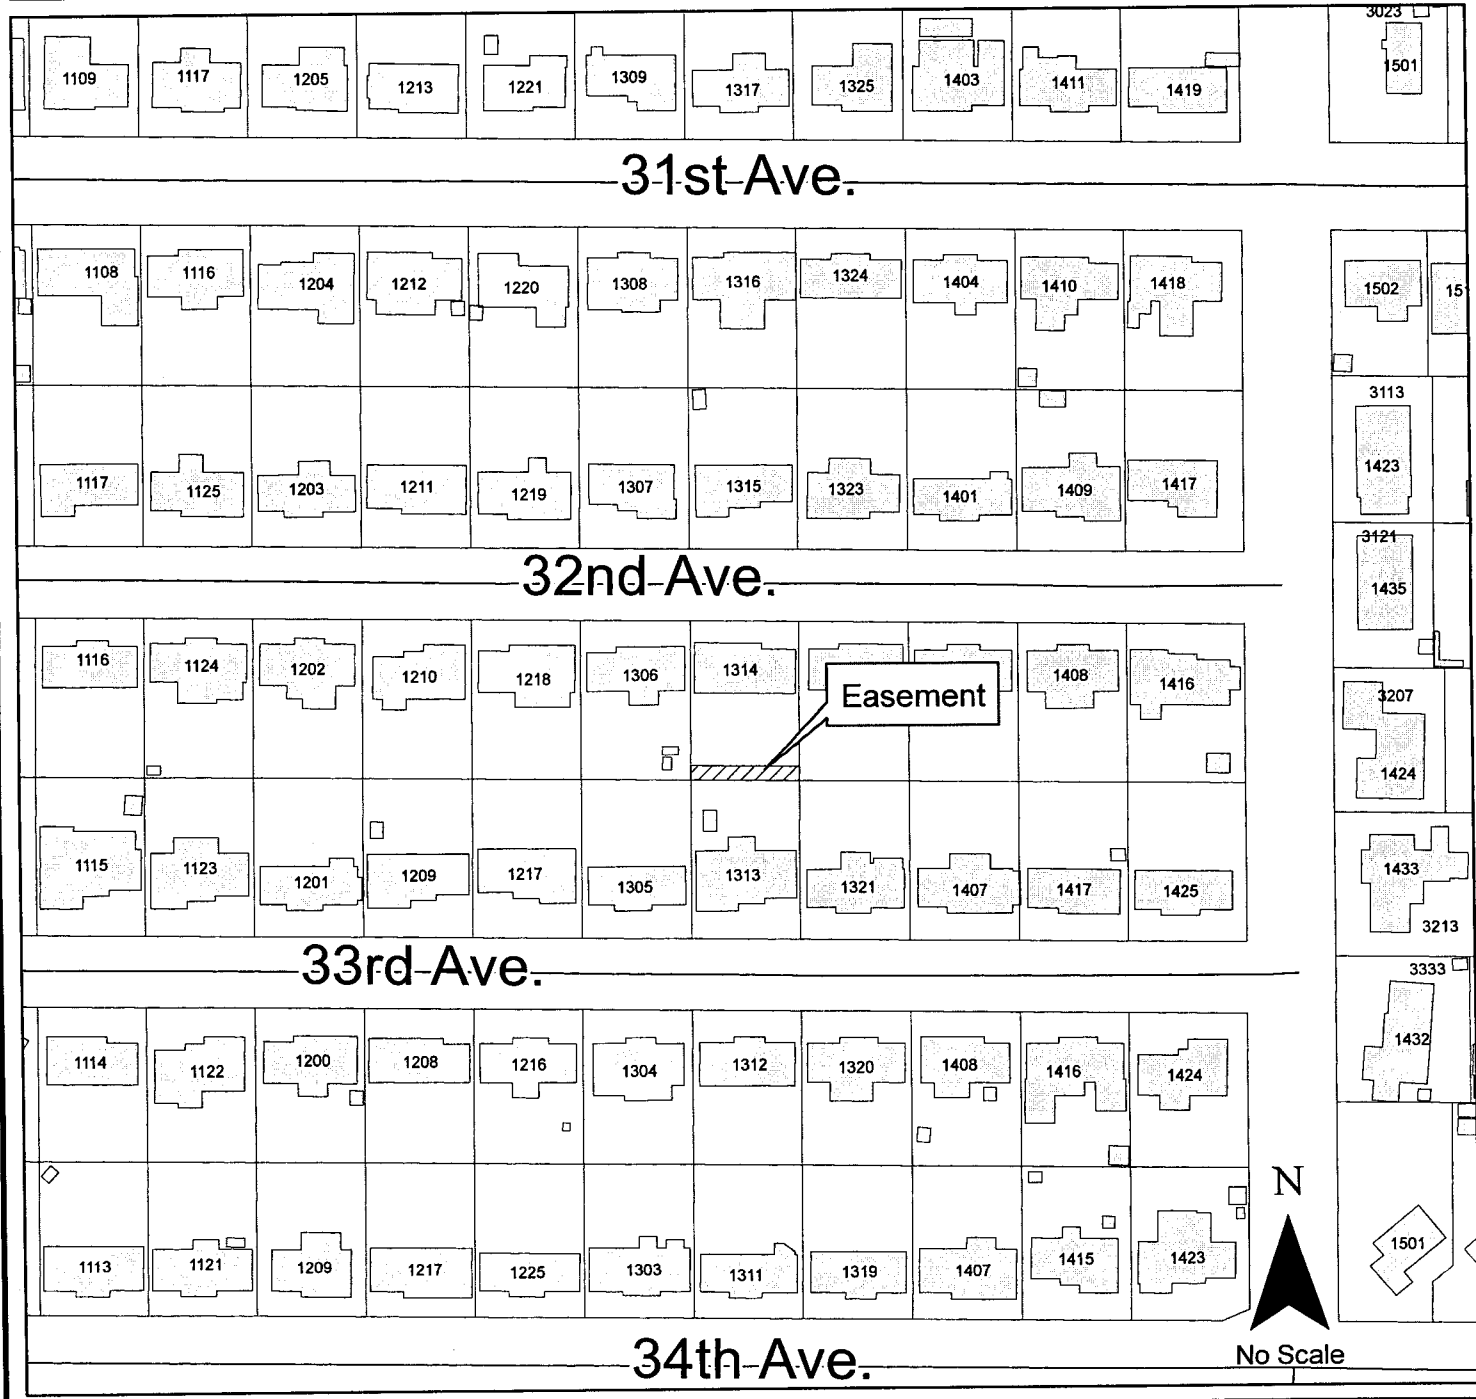 3023
1109 1117 1205 1213 1221 1309 1317 1325 1403 1411 1419 1501
31st Ave.
1108 1116 1204 1212 1220 1308 1316 1324 1404 1410 1418 1502
3113
1117 1125 1203 1211 1219 1307 1315 1323 1401 1409 1417 1423
3121
32nd Ave.
1435
1116 1124 1202 1210 1218 1306 1314 1408 1416
3207
Easement
1424
1115 1123 1201 1209 1217 1305 1313 1321 1407 1417 1425 1433
3213
33rd Ave.
3333
1114 1122 1200 1208 1216 1304 1312 1320 1408 1416 1424 1432
N
1113 1121 1209 1217 1225 1303 1311 1319 1407 1415 1423 1501
34th Ave.
No Scale